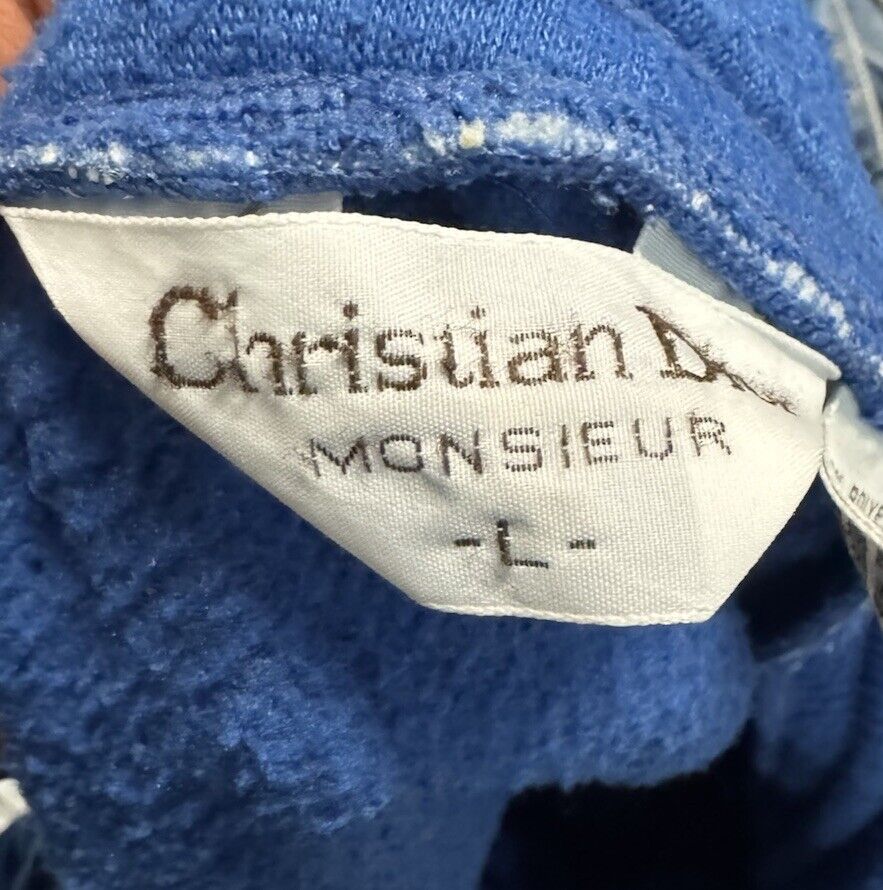 Christian D
MONSIEUR
-L-